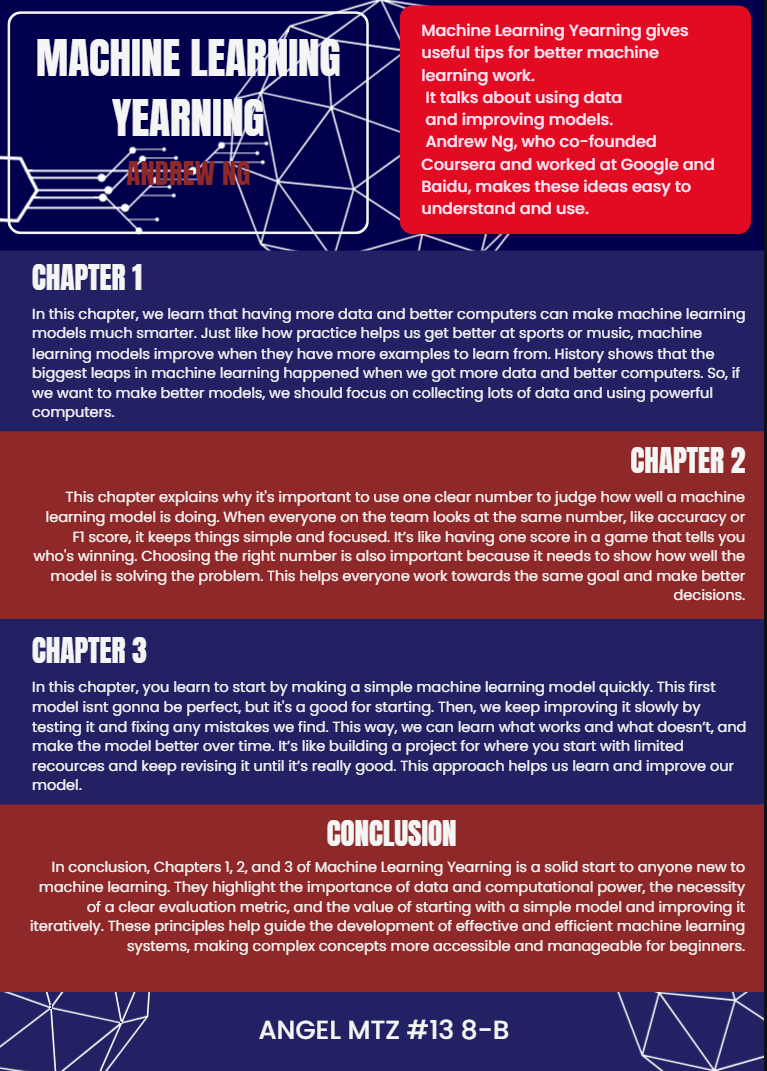 MACHINE LEARNING
YEARNING
ANDREW NG
Machine Learning Yearning gives
useful tips for better machine
learning work.
It talks about using data
and improving models.
Andrew Ng, who co-founded
Coursera and worked at Google and
Baidu, makes these ideas easy to
understand and use.
CHAPTER 1
In this chapter, we learn that having more data and better computers can make machine learning
models much smarter. Just like how practice helps us get better at sports or music, machine
learning models improve when they have more examples to learn from. History shows that the
biggest leaps in machine learning happened when we got more data and better computers. So, if
we want to make better models, we should focus on collecting lots of data and using powerful
computers.
CHAPTER 2
This chapter explains why it's important to use one clear number to judge how well a machine
learning model is doing. When everyone on the team looks at the same number, like accuracy or
F1 score, it keeps things simple and focused. It’s like having one score in a game that tells you
who's winning. Choosing the right number is also important because it needs to show how well the
model is solving the problem. This helps everyone work towards the same goal and make better
decisions.
CHAPTER 3
In this chapter, you learn to start by making a simple machine learning model quickly. This first
model isnt gonna be perfect, but it's a good for starting. Then, we keep improving it slowly by
testing it and fixing any mistakes we find. This way, we can learn what works and what doesn’t, and
make the model better over time. It’s like building a project for where you start with limited
recources and keep revising it until it’s really good. This approach helps us learn and improve our
model.
CONCLUSION
In conclusion, Chapters 1, 2, and 3 of Machine Learning Yearning is a solid start to anyone new to
machine learning. They highlight the importance of data and computational power, the necessity
of a clear evaluation metric, and the value of starting with a simple model and improving it
iteratively. These principles help guide the development of effective and efficient machine learning
systems, making complex concepts more accessible and manageable for beginners.
ANGEL MTZ #13 8-B